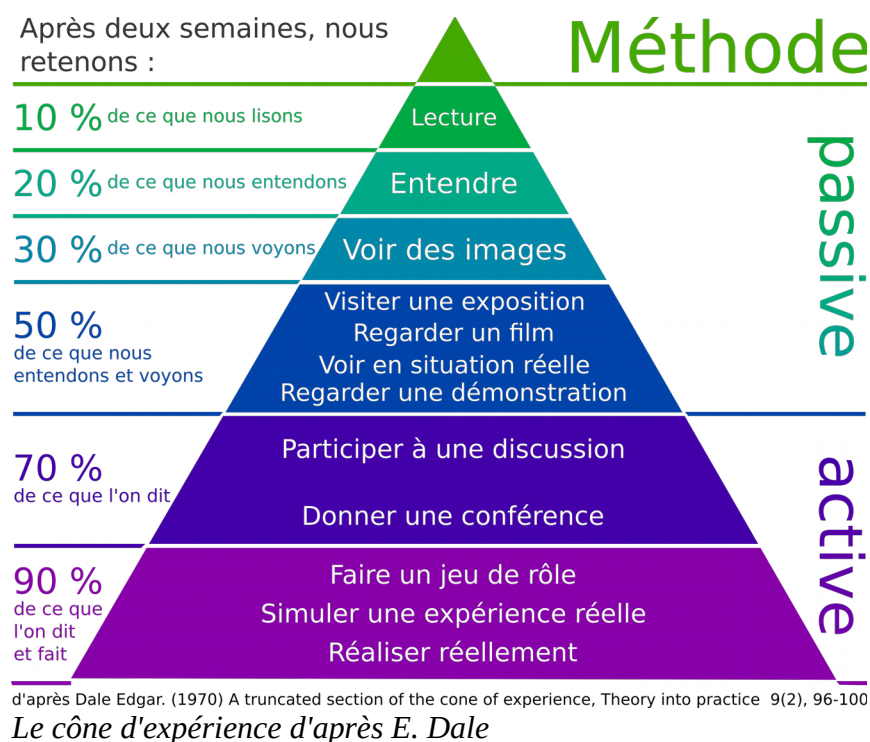 Après deux semaines, nous
retenons :
Méthode
10 % de ce que nous lisons
Lecture
20 % de ce que nous entendons
Entendre
30 % de ce que nous voyons
Voir des images
passive
50 %
de ce que nous
entendons et voyons
Visiter une exposition
Regarder un film
Voir en situation réelle
Regarder une démonstration
70 %
de ce que l'on dit
Participer à une discussion
Donner une conférence
active
90 %
de ce que
l'on dit
et fait
Faire un jeu de rôle
Simuler une expérience réelle
Réaliser réellement
d'après Dale Edgar. (1970) A truncated section of the cone of experience, Theory into practice 9(2), 96-100
Le cône d'expérience d'après E. Dale